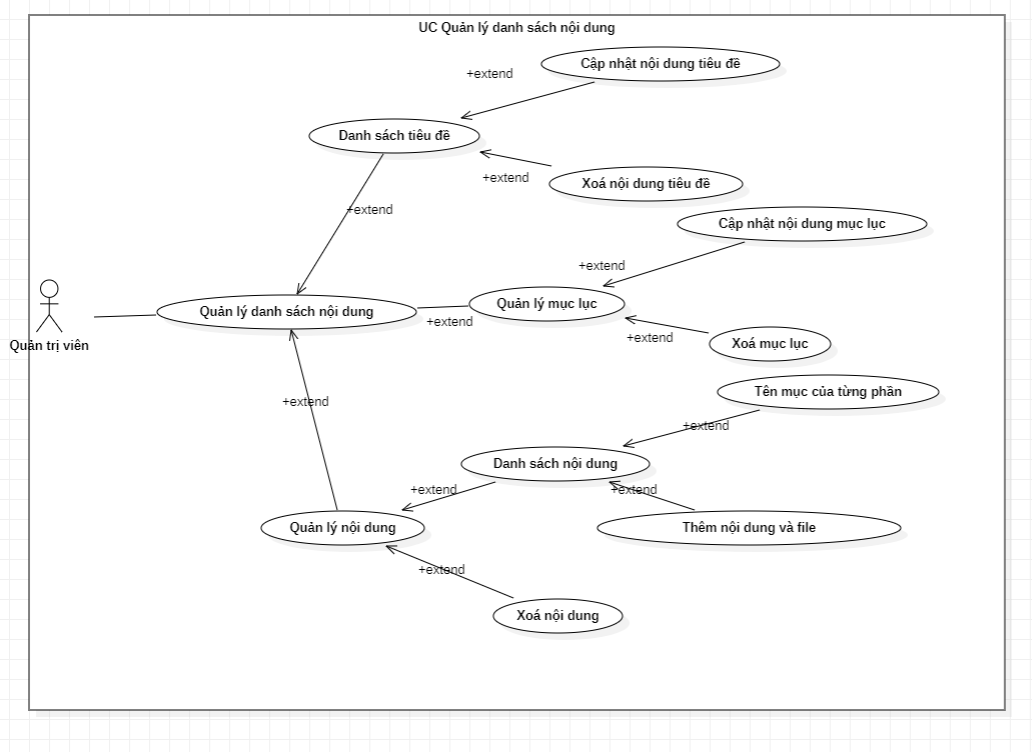 UC Quản lý danh sách nội dung
Cập nhật nội dung tiêu đề
+extend
Danh sách tiêu đề
+extend
Xoá nội dung tiêu đề
+extend
Cập nhật nội dung mục lục
+extend
Quản lý mục lục
Quản lý danh sách nội dung
+extend
+extend
Xoá mục lục
Quản trị viên
Tên mục của từng phần
+extend
+extend
Danh sách nội dung
+extend
+extend
Quản lý nội dung
Thêm nội dung và file
+extend
Xoá nội dung